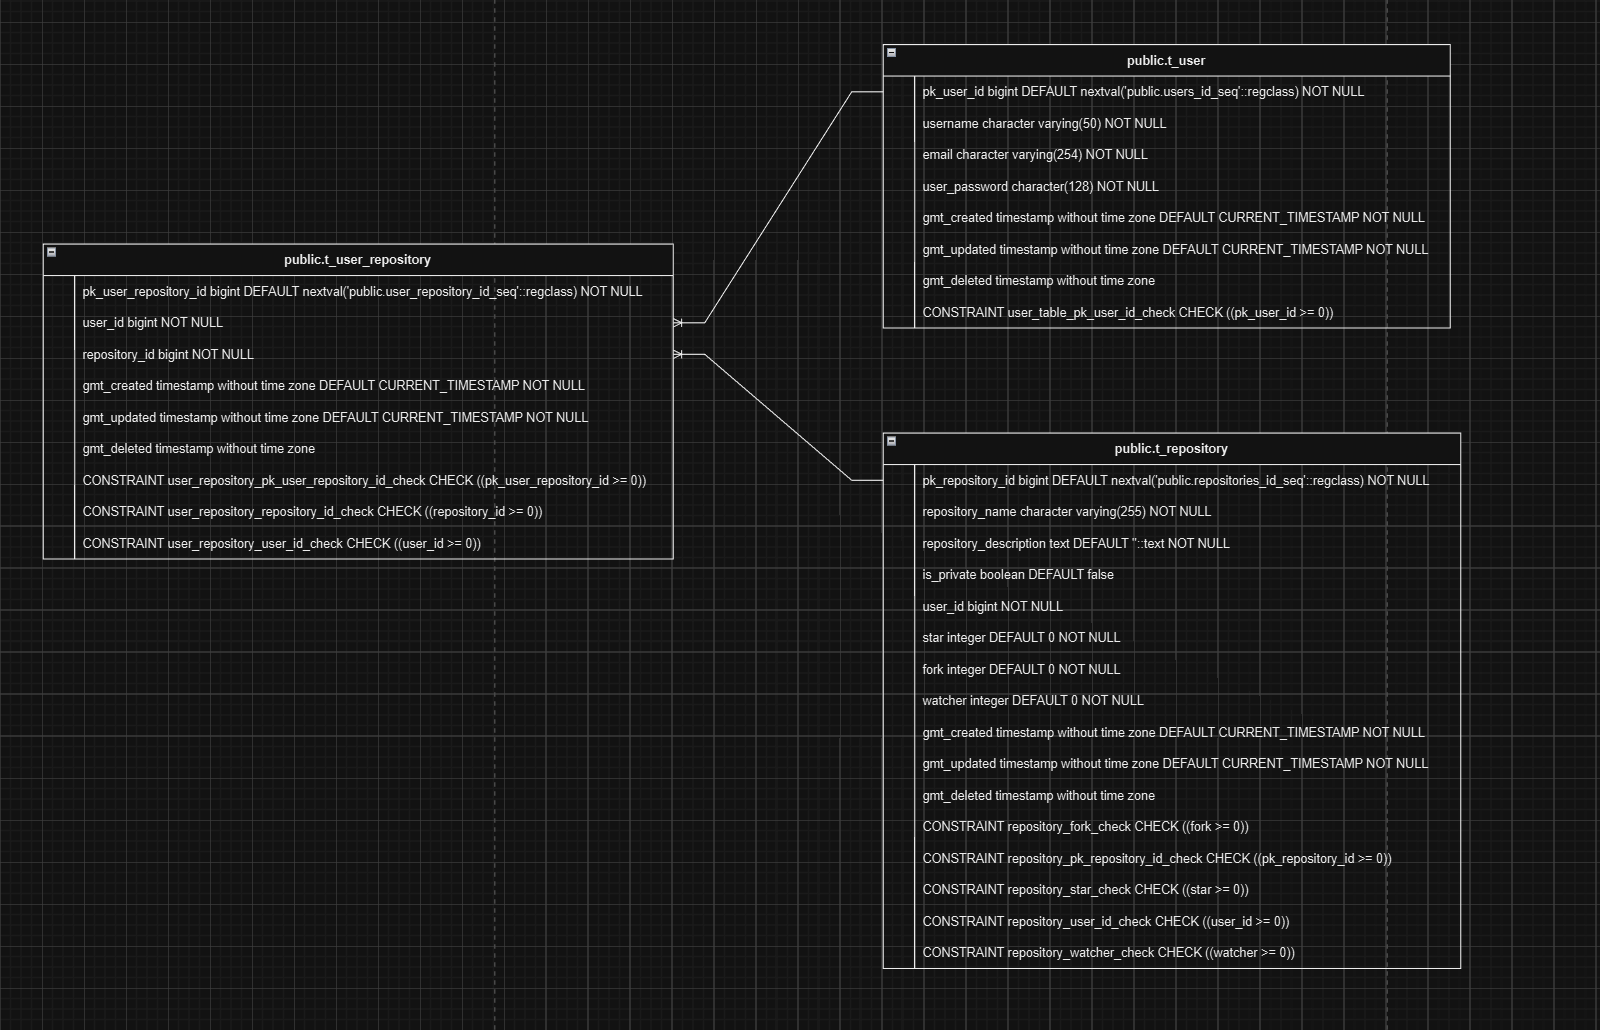 public.t_user
pk_user_id bigint DEFAULT nextval('public.users_id_seq'::regclass) NOT NULL
username character varying(50) NOT NULL
email character varying(254) NOT NULL
user_password character(128) NOT NULL
gmt_created timestamp without time zone DEFAULT CURRENT_TIMESTAMP NOT NULL
gmt_updated timestamp without time zone DEFAULT CURRENT_TIMESTAMP NOT NULL
gmt_deleted timestamp without time zone
CONSTRAINT user_table_pk_user_id_check CHECK ((pk_user_id >= 0))
public.t_user_repository
pk_user_repository_id bigint DEFAULT nextval('public.user_repository_id_seq'::regclass) NOT NULL
user_id bigint NOT NULL
repository_id bigint NOT NULL
gmt_created timestamp without time zone DEFAULT CURRENT_TIMESTAMP NOT NULL
gmt_updated timestamp without time zone DEFAULT CURRENT_TIMESTAMP NOT NULL
gmt_deleted timestamp without time zone
CONSTRAINT user_repository_pk_user_repository_id_check CHECK ((pk_user_repository_id >= 0))
CONSTRAINT user_repository_repository_id_check CHECK ((repository_id >= 0))
CONSTRAINT user_repository_user_id_check CHECK ((user_id >= 0))
public.t_repository
pk_repository_id bigint DEFAULT nextval('public.repositories_id_seq'::regclass) NOT NULL
repository_name character varying(255) NOT NULL
repository_description text DEFAULT ''::text NOT NULL
is_private boolean DEFAULT false
user_id bigint NOT NULL
star integer DEFAULT 0 NOT NULL
fork integer DEFAULT 0 NOT NULL
watcher integer DEFAULT 0 NOT NULL
gmt_created timestamp without time zone DEFAULT CURRENT_TIMESTAMP NOT NULL
gmt_updated timestamp without time zone DEFAULT CURRENT_TIMESTAMP NOT NULL
gmt_deleted timestamp without time zone
CONSTRAINT repository_fork_check CHECK ((fork >= 0))
CONSTRAINT repository_pk_repository_id_check CHECK ((pk_repository_id >= 0))
CONSTRAINT repository_star_check CHECK ((star >= 0))
CONSTRAINT repository_user_id_check CHECK ((user_id >= 0))
CONSTRAINT repository_watcher_check CHECK ((watcher >= 0))